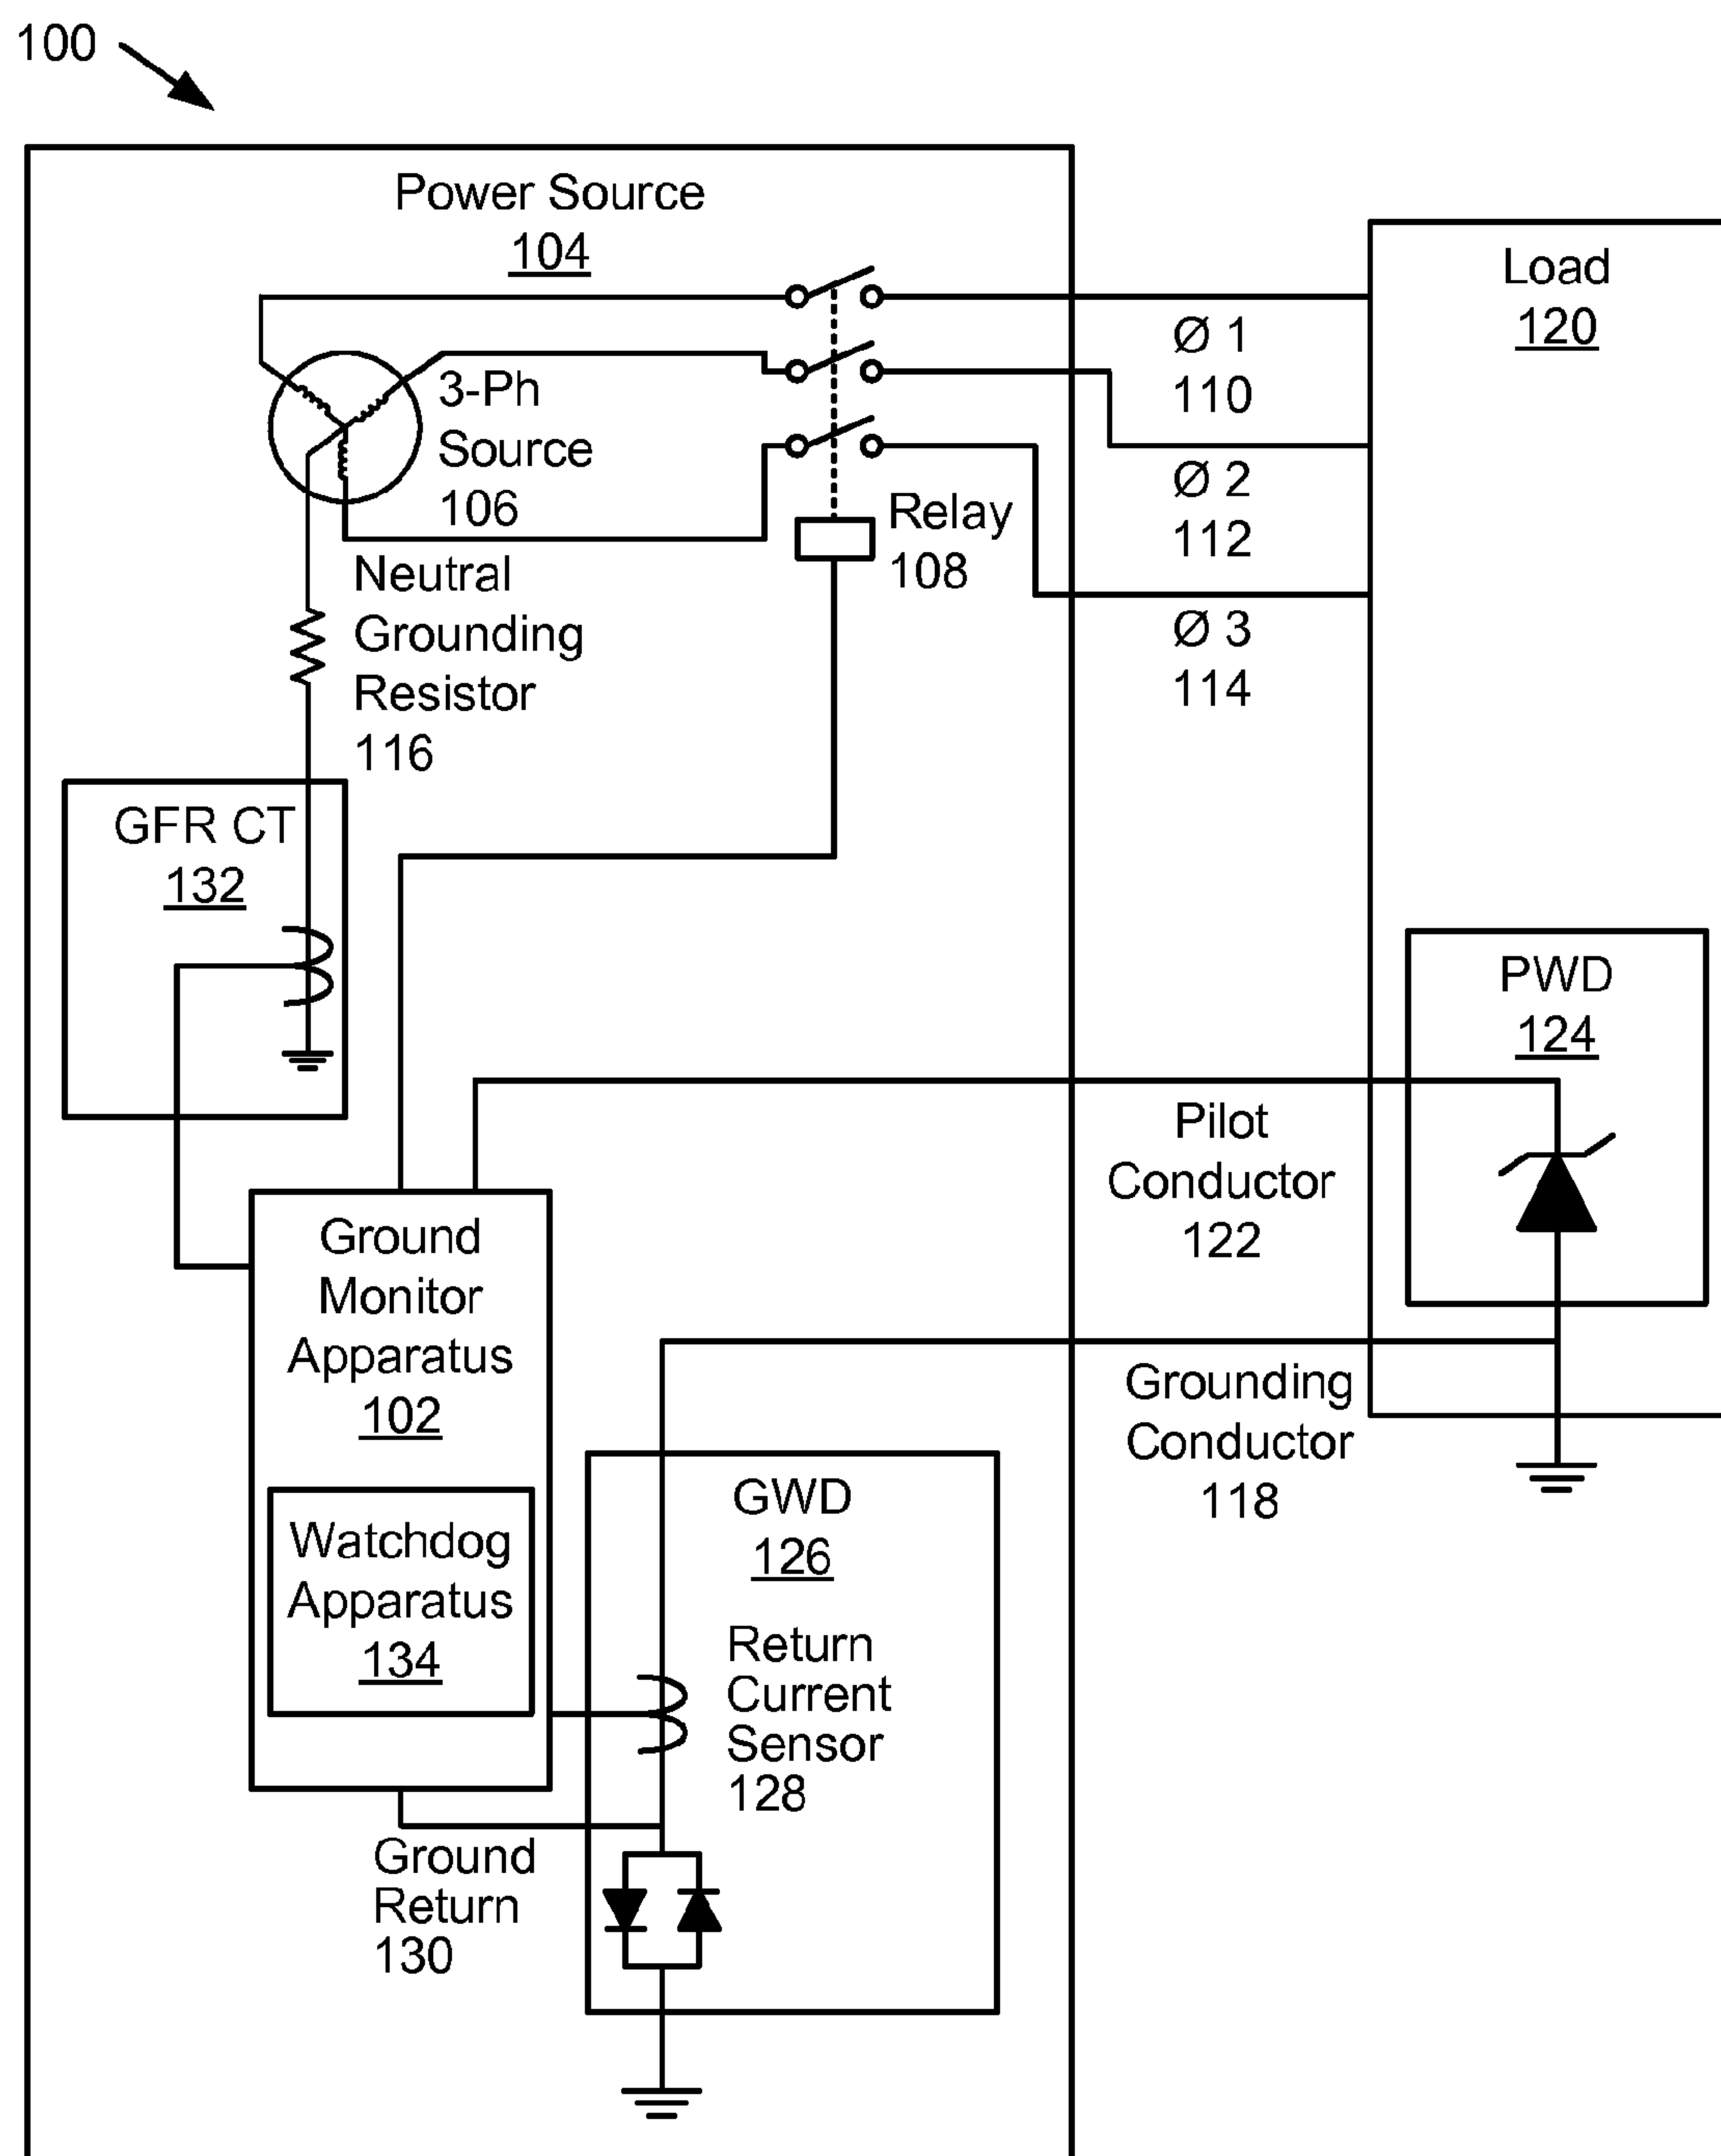 100
Power Source
104
Load
120
Ø 1
110
3-Ph
Source
106
Ø 2
112
Relay
108
Neutral
Grounding
Resistor
116
Ø 3
114
GFR CT
132
PWD
124
Pilot
Conductor
122
Ground
Monitor
Apparatus
102
Grounding
Conductor
118
GWD
126
Watchdog
Apparatus
134
Return
Current
Sensor
128
Ground
Return
130